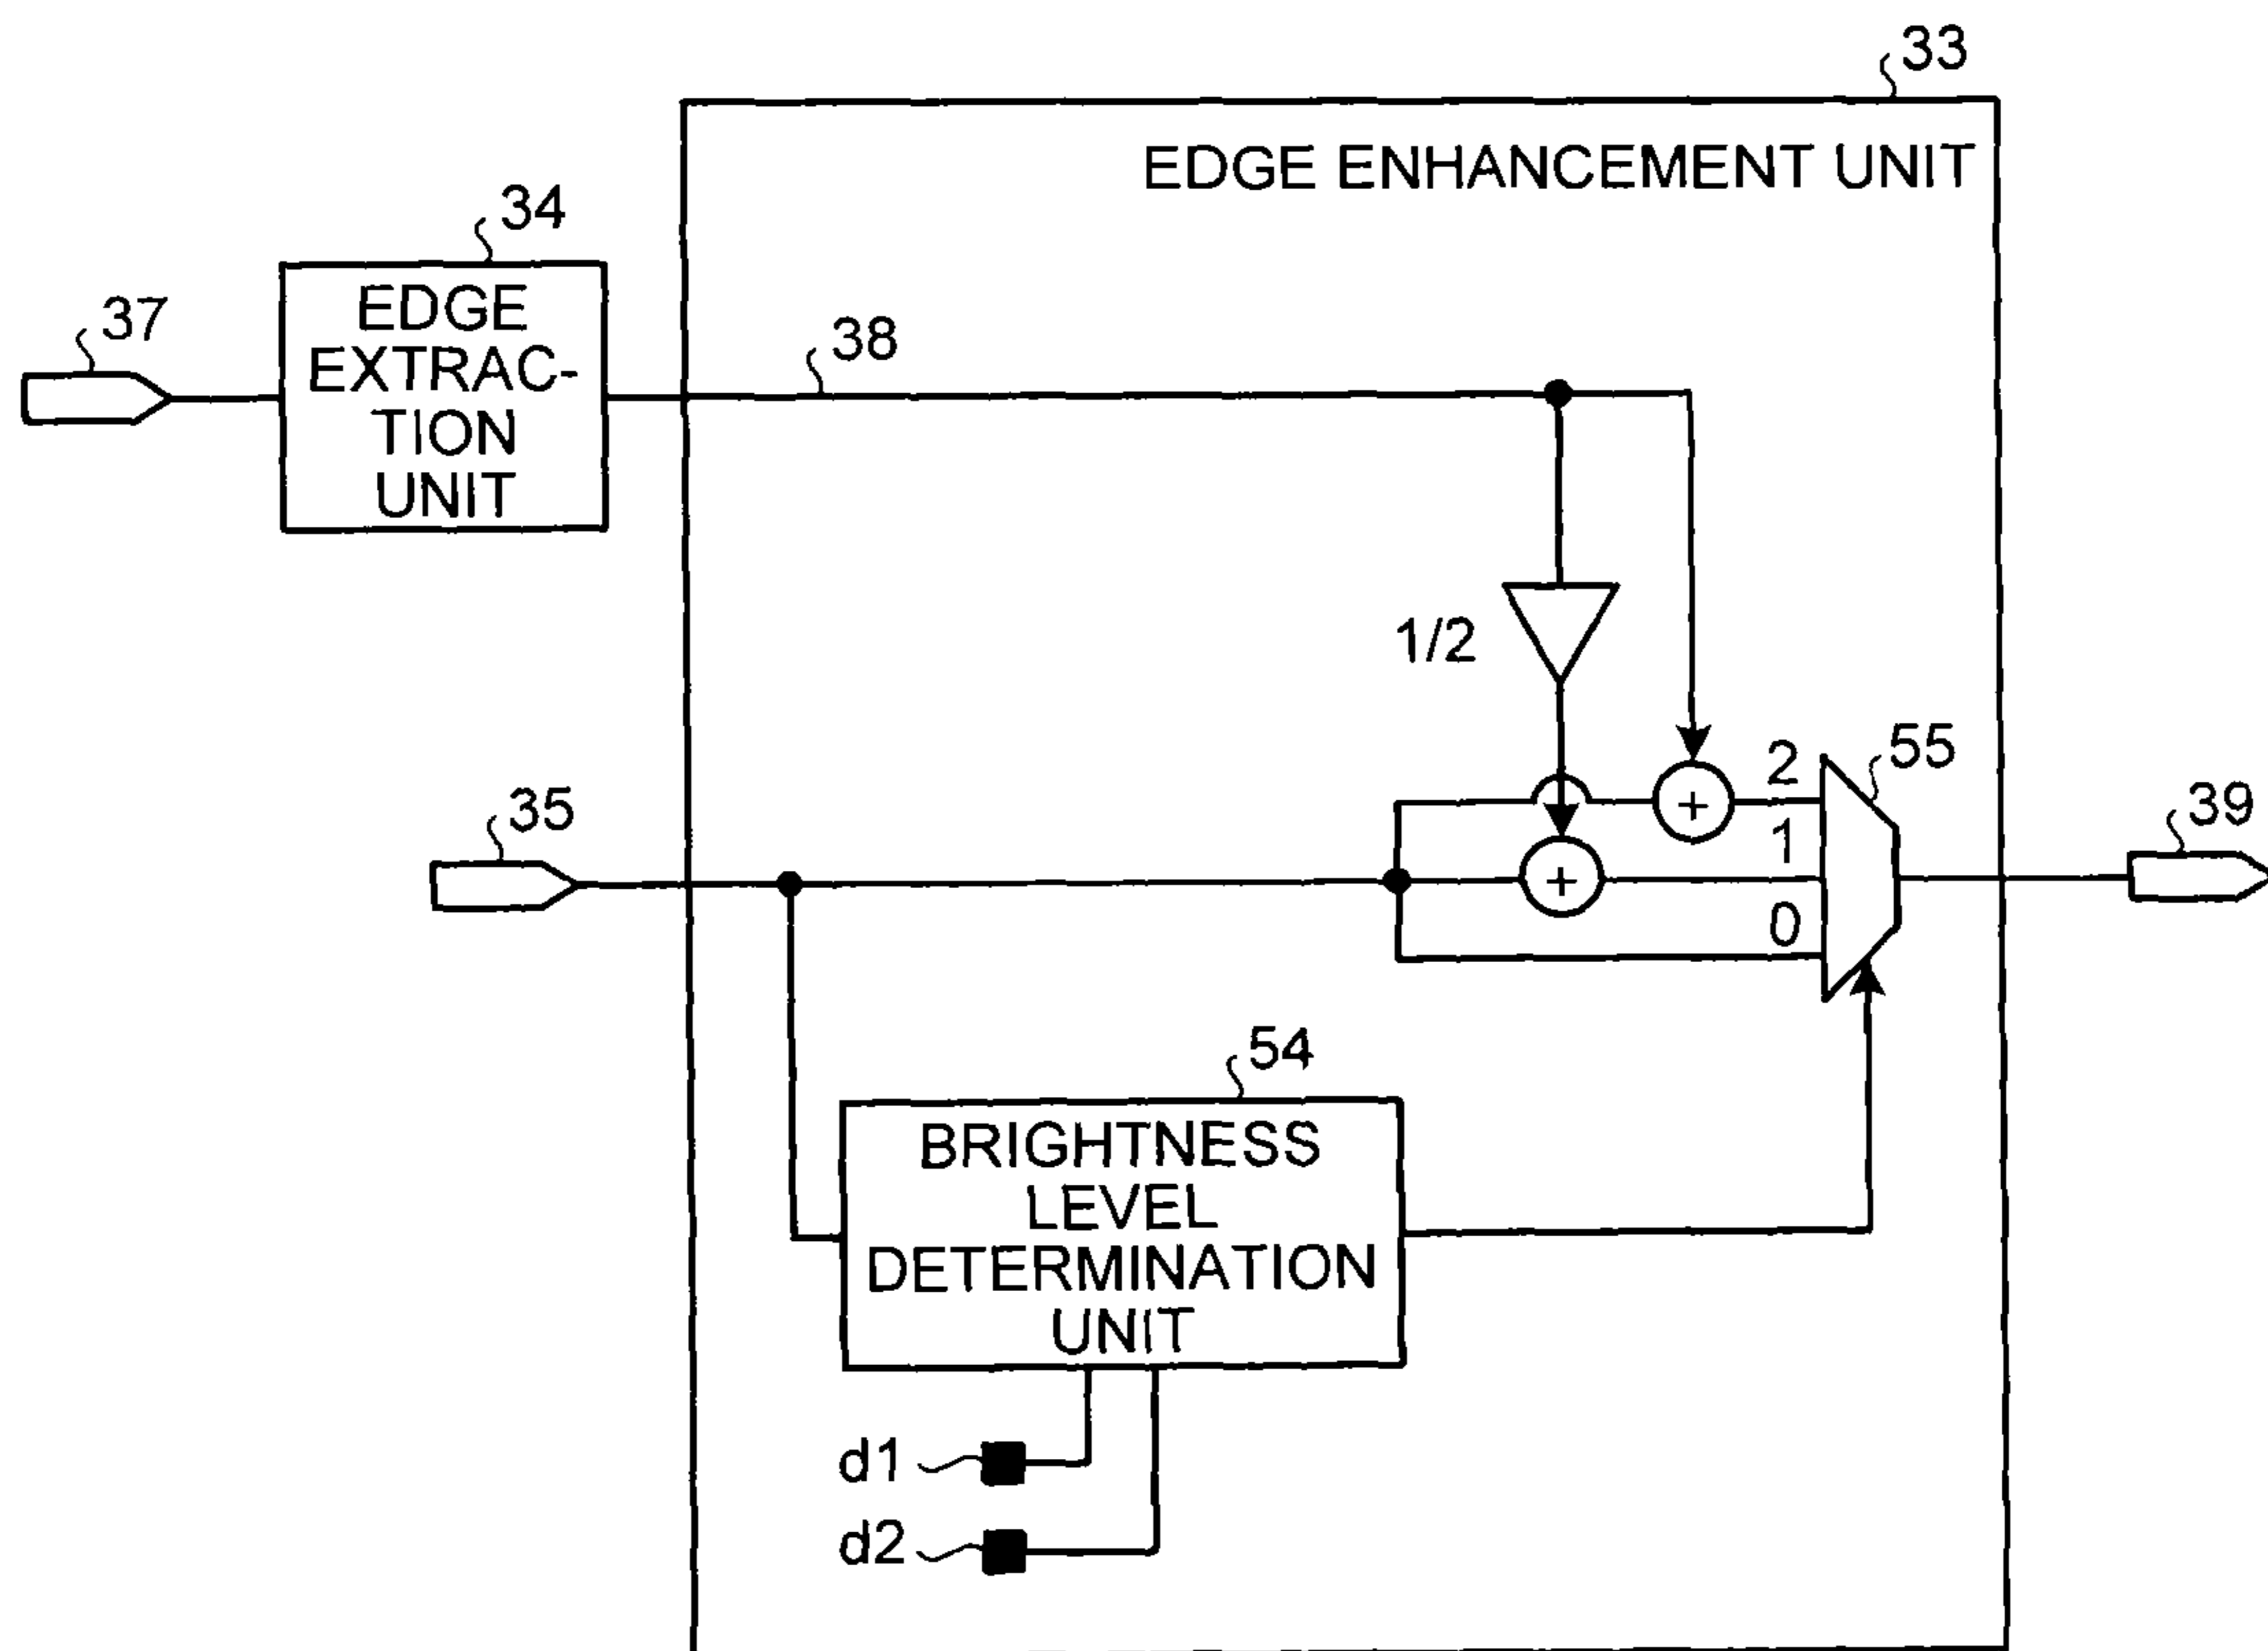 33
EDGE ENHANCEMENT UNIT
34
EDGE
EXTRAC-
TION
UNIT
37
38
1/2
2
55
35
1
39
+
+
0
54
BRIGHTNESS
LEVEL
DETERMINATION
UNIT
d1
d2